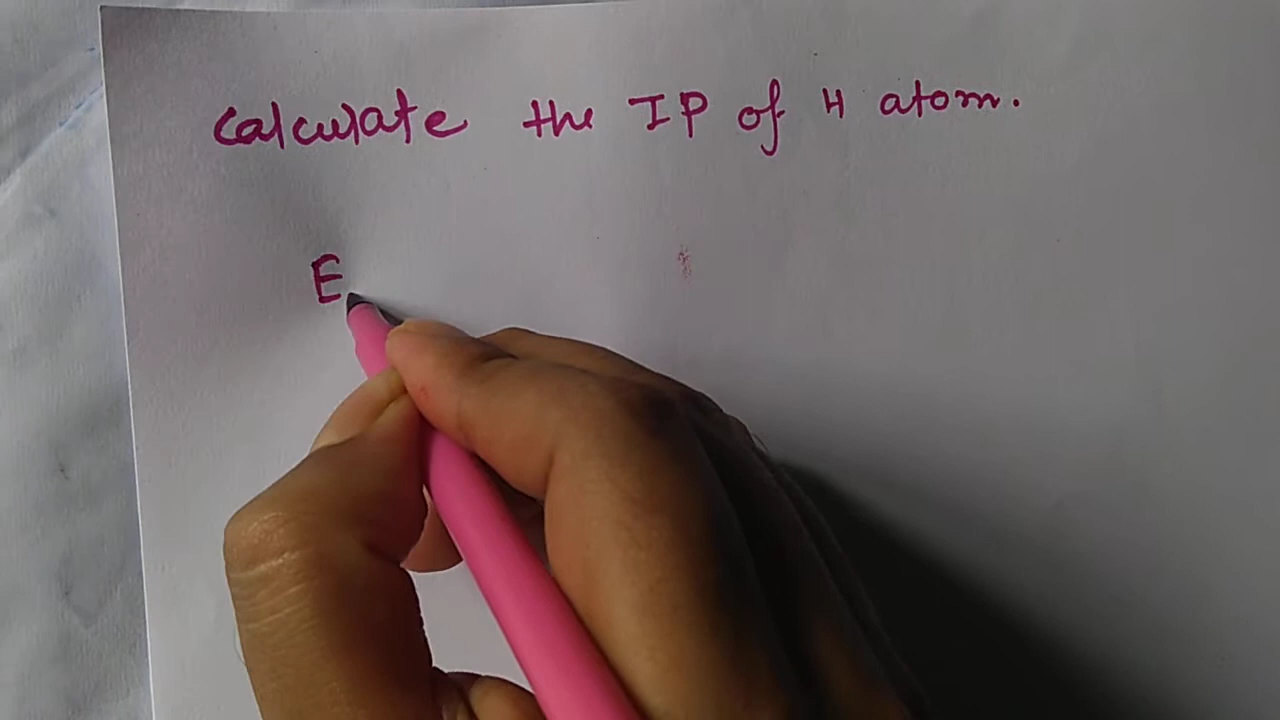 Calculate the IP of H atom.
E